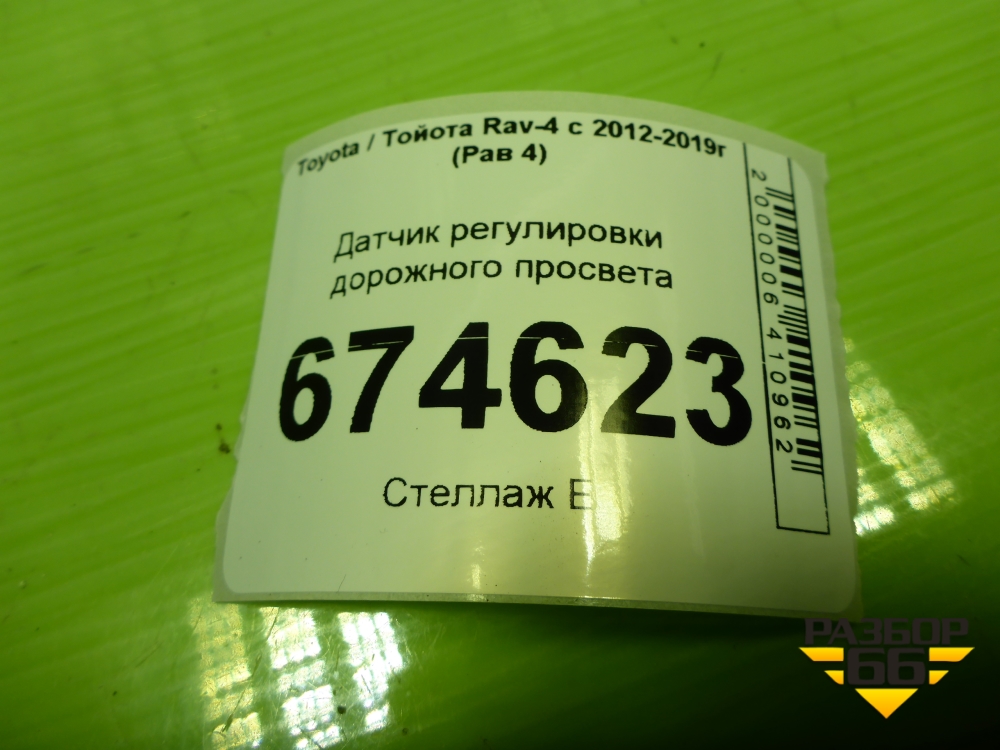 Toyota / Тойота Rav-4 с 2012-2019г
(Рав 4)
Датчик регулировки
дорожного просвета
674623
Стеллаж
2000006410962
РАЗБОР
66